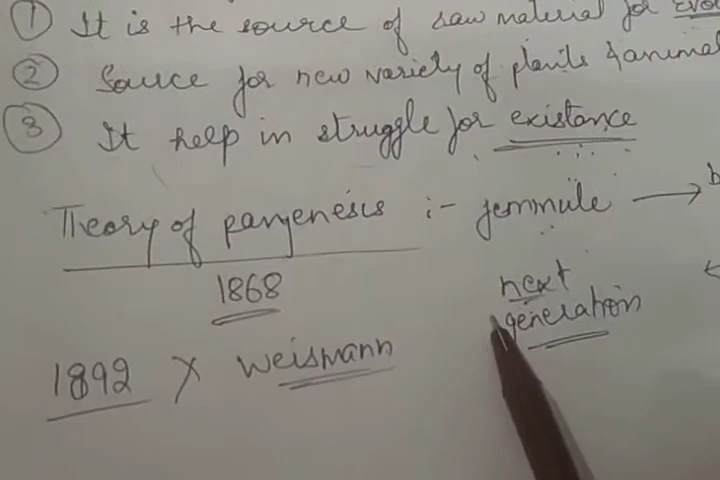 ① It is the source of raw material for Evo
② Source for new variety of plants & animal
③ It help in struggle for existance
Theory of pangenesis :- jemmule → b
1868
next
generation
1892 X Weismann